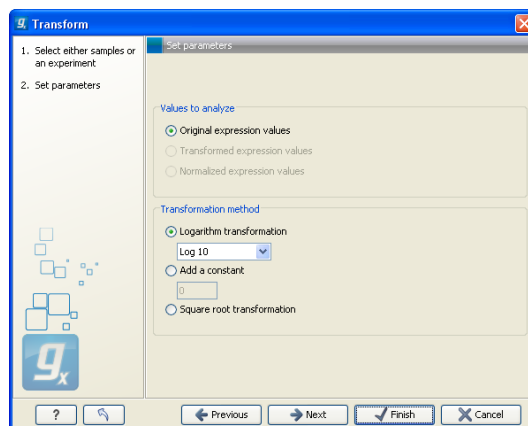 Transform
1. Select either samples or
an experiment
2. Set parameters
Set parameters
Values to analyze
Original expression values
Transformed expression values
Normalized expression values
Transformation method
Logarithm transformation
Log 10
Add a constant
0
Square root transformation
gx
?
Previous
Next
Finish
Cancel